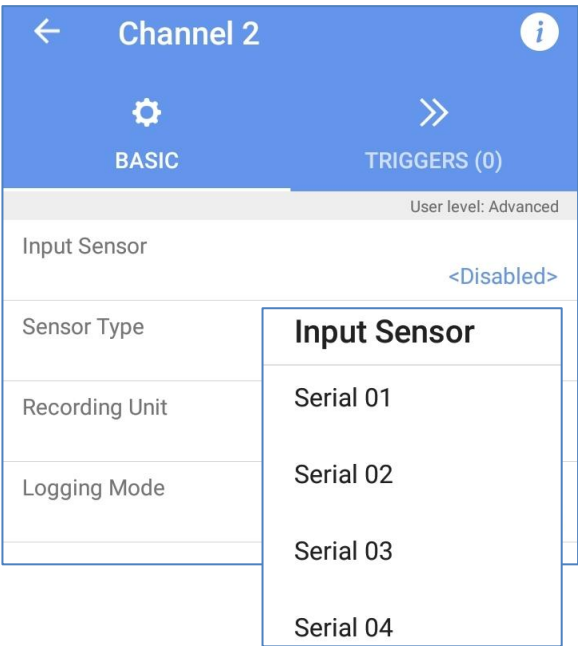 Channel 2
BASIC
TRIGGERS (0)
User level: Advanced
Input Sensor
<Disabled>
Sensor Type
Recording Unit
Logging Mode
Input Sensor
Serial 01
Serial 02
Serial 03
Serial 04